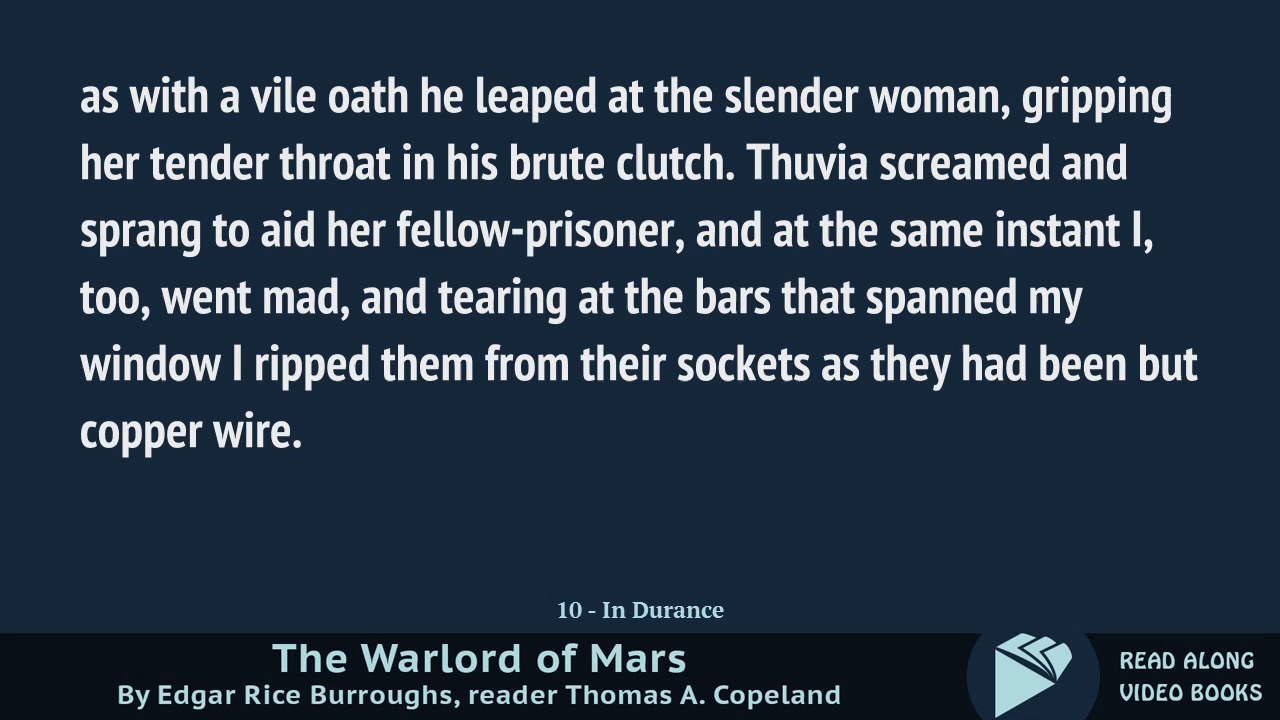 as with a vile oath he leaped at the slender woman, gripping
her tender throat in his brute clutch. Thuvia screamed and
sprang to aid her fellow-prisoner, and at the same instant I,
too, went mad, and tearing at the bars that spanned my
window I ripped them from their sockets as they had been but
copper wire.
10 - In Durance
The Warlord of Mars
By Edgar Rice Burroughs, reader Thomas A. Copeland
READ ALONG
VIDEO BOOKS